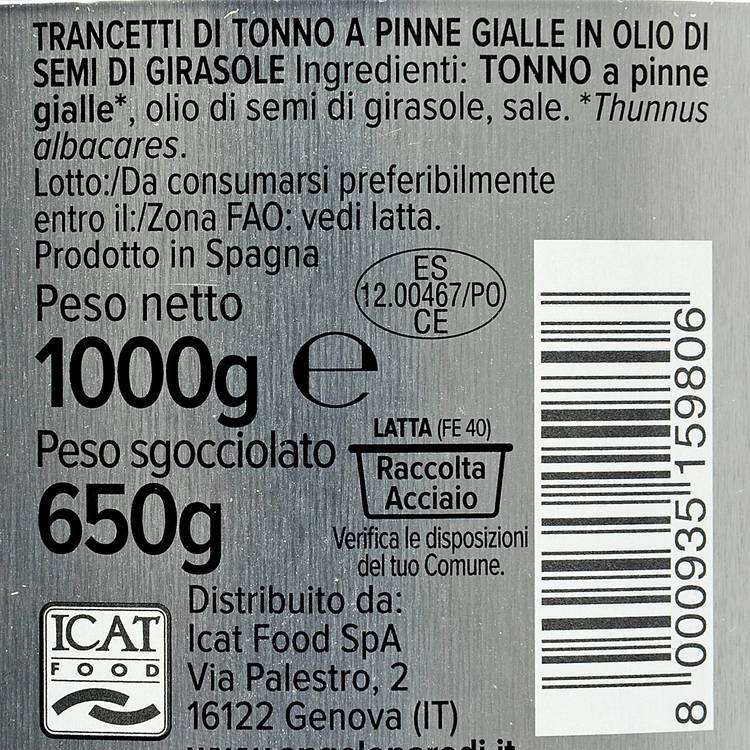 TRANCETTI DI TONNO A PINNE GIALLE IN OLIO DI
SEMI DI GIRASOLE Ingredienti: TONNO a pinne
gialle*, olio di semi di girasole, sale. *Thunnus
albacares.
Lotto:/Da consumarsi preferibilmente
entro il:/Zona FAO: vedi latta.
Prodotto in Spagna
ES
12.00467/PO
CE
Peso netto
1000g ℮
Peso sgocciolato
650g
LATTA (FE 40)
Raccolta
Acciaio
Verifica le disposizioni
del tuo Comune.
ICAT
FOOD
Distribuito da:
Icat Food SpA
Via Palestro, 2
16122 Genova (IT)
www.angeloparodi.it
8 000935 159806